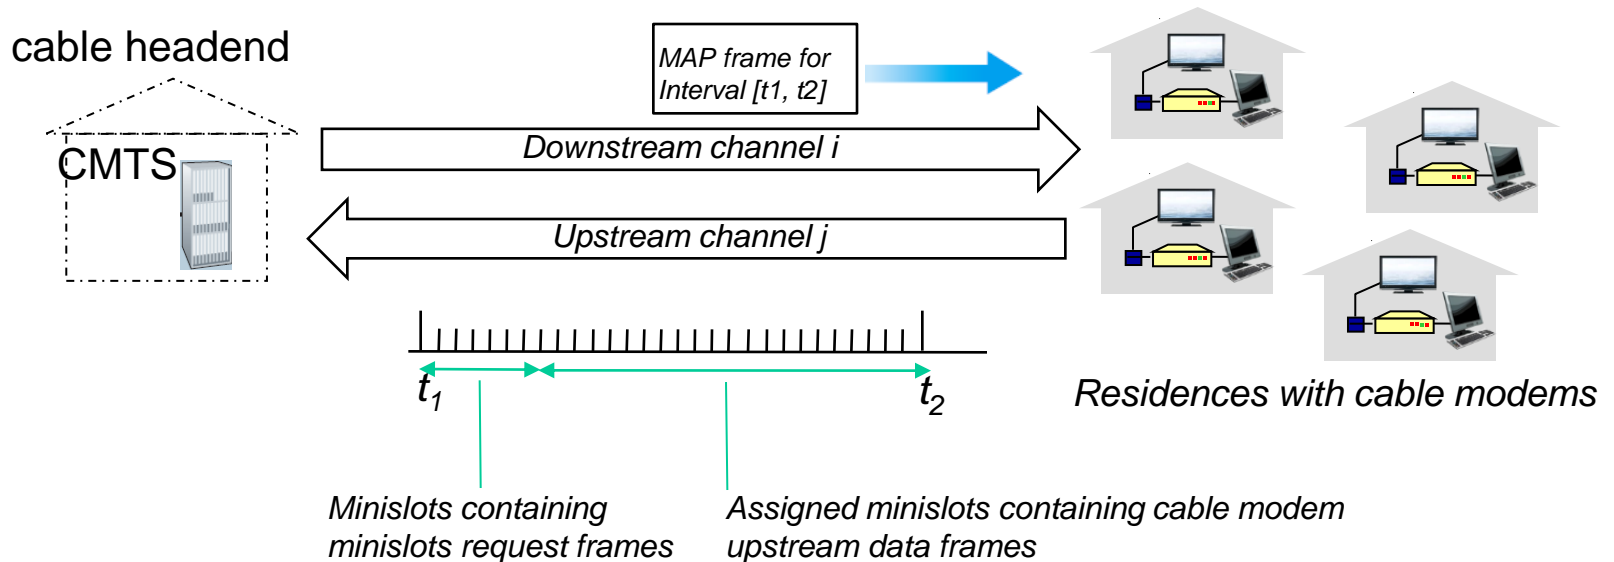 cable headend
MAP frame for
Interval [t1, t2]
CMTS
Downstream channel i
Upstream channel j
t1
t2
Residences with cable modems
Minislots containing
minislots request frames
Assigned minislots containing cable modem
upstream data frames